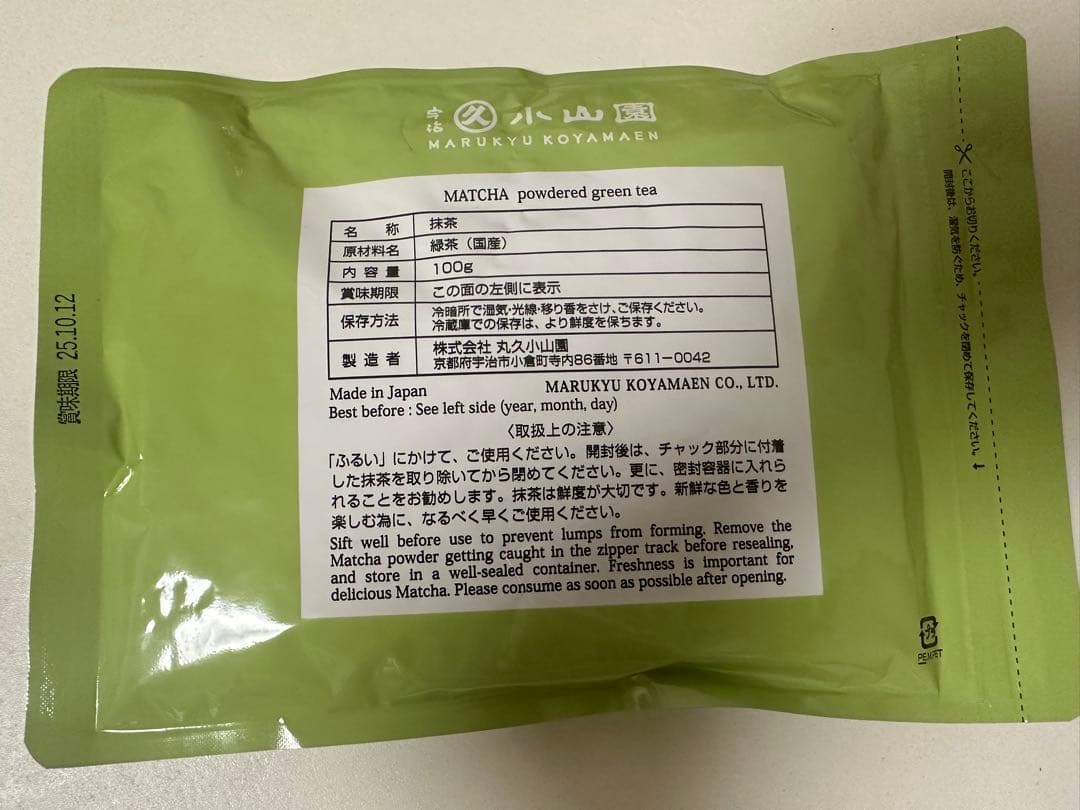 宇治 久 小山園
MARUKYU KOYAMAEN
MATCHA powdered green tea
名 称 抹茶
原材料名 緑茶（国産）
内 容 量 100g
賞味期限 この面の左側に表示
保存方法 冷暗所で湿気・光線・移り香をさけ、ご保存ください。
冷蔵庫での保存は、より鮮度を保ちます。
製 造 者 株式会社 丸久小山園
京都府宇治市小倉町寺内86番地 〒611-0042
Made in Japan MARUKYU KOYAMAEN CO., LTD.
Best before : See left side (year, month, day)
〈取扱上の注意〉
「ふるい」にかけて、ご使用ください。開封後は、チャック部分に付着
した抹茶を取り除いてから閉めてください。更に、密封容器に入れら
れることをお勧めします。抹茶は鮮度が大切です。新鮮な色と香りを
楽しむ為に、なるべく早くご使用ください。
Sift well before use to prevent lumps from forming. Remove the
Matcha powder getting caught in the zipper track before resealing,
and store in a well-sealed container. Freshness is important for
delicious Matcha. Please consume as soon as possible after opening.
賞味期限 25.10.12
ここからお切りください。
開封後は、湿気を防ぐため、チャックを閉めて保存してください。
プラ
PE,M,PET